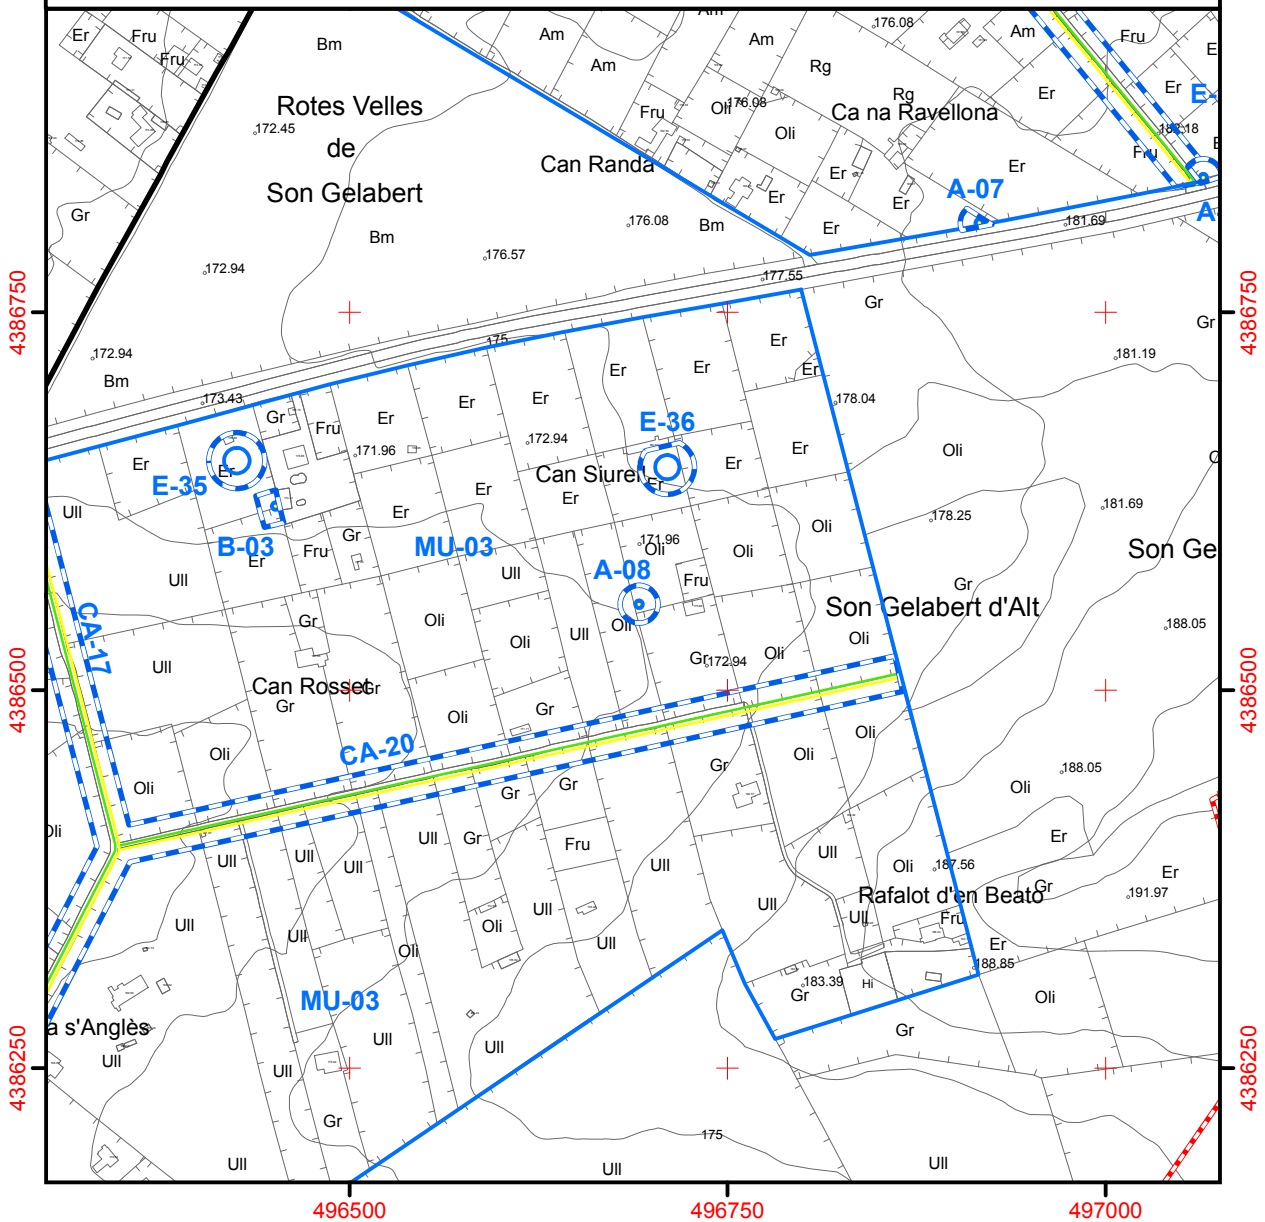 Am
Er
Fru
Bm
Am
Am
176.08
Am
Fru
E
Fru
Am
Rg
Er
Er
E-
Rotes Velles
de
Son Gelabert
172.45
Fru
Oli
176.08
Rg
Ca na Ravellona
182.18
Oli
Can Randa
Er
Er
Fru
A-07
Er
Er
A
Gr
Bm
176.08
Bm
Er
181.69
176.57
172.94
177.55
4386750
4386750
Gr
Gr
175
Er
172.94
Bm
Er
Er
Er
181.19
173.43
Er
Er
178.04
Gr
Fru
Er
E-36
172.94
171.96
Er
Oli
Er
Er
Can Siurell
Er
Er
Er
E-35
Er
Ull
Er
Oli
178.25
181.69
B-03
Fru
Gr
MU-03
171.96
Oli
Oli
Son Ge
Er
Ull
Ull
A-08
Fru
Gr
CA-17
Gr
Oli
Oli
Ull
Oli
Son Gelabert d'Alt
188.05
Oli
Ull
Gr
172.94
Oli
4386500
4386500
Can Rosset
Gr
Gr
Oli
Gr
Oli
CA-20
Oli
Oli
Gr
188.05
Oli
Gr
Gr
Oli
Oli
Ull
Gr
Fru
Er
Ull
Ull
Ull
Ull
Ull
Oli
187.56
Er
Gr
191.97
Rafalot d'en Beato
Ull
Ull
Ull
Fru
Ull
Oli
Ull
Oli
Ull
Er
188.85
183.39
Hi
MU-03
Gr
Oli
a s'Anglès
Ull
Ull
Ull
Gr
Ull
4386250
4386250
Gr
175
Ull
Ull
Ull
496500
496750
497000